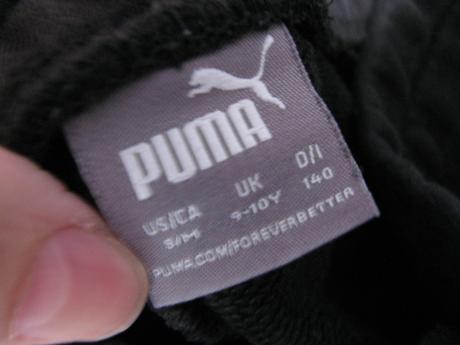 PUMA
US/CA UK D/I
S/M 9-10Y 140
PUMA.COM/FOREVERBETTER